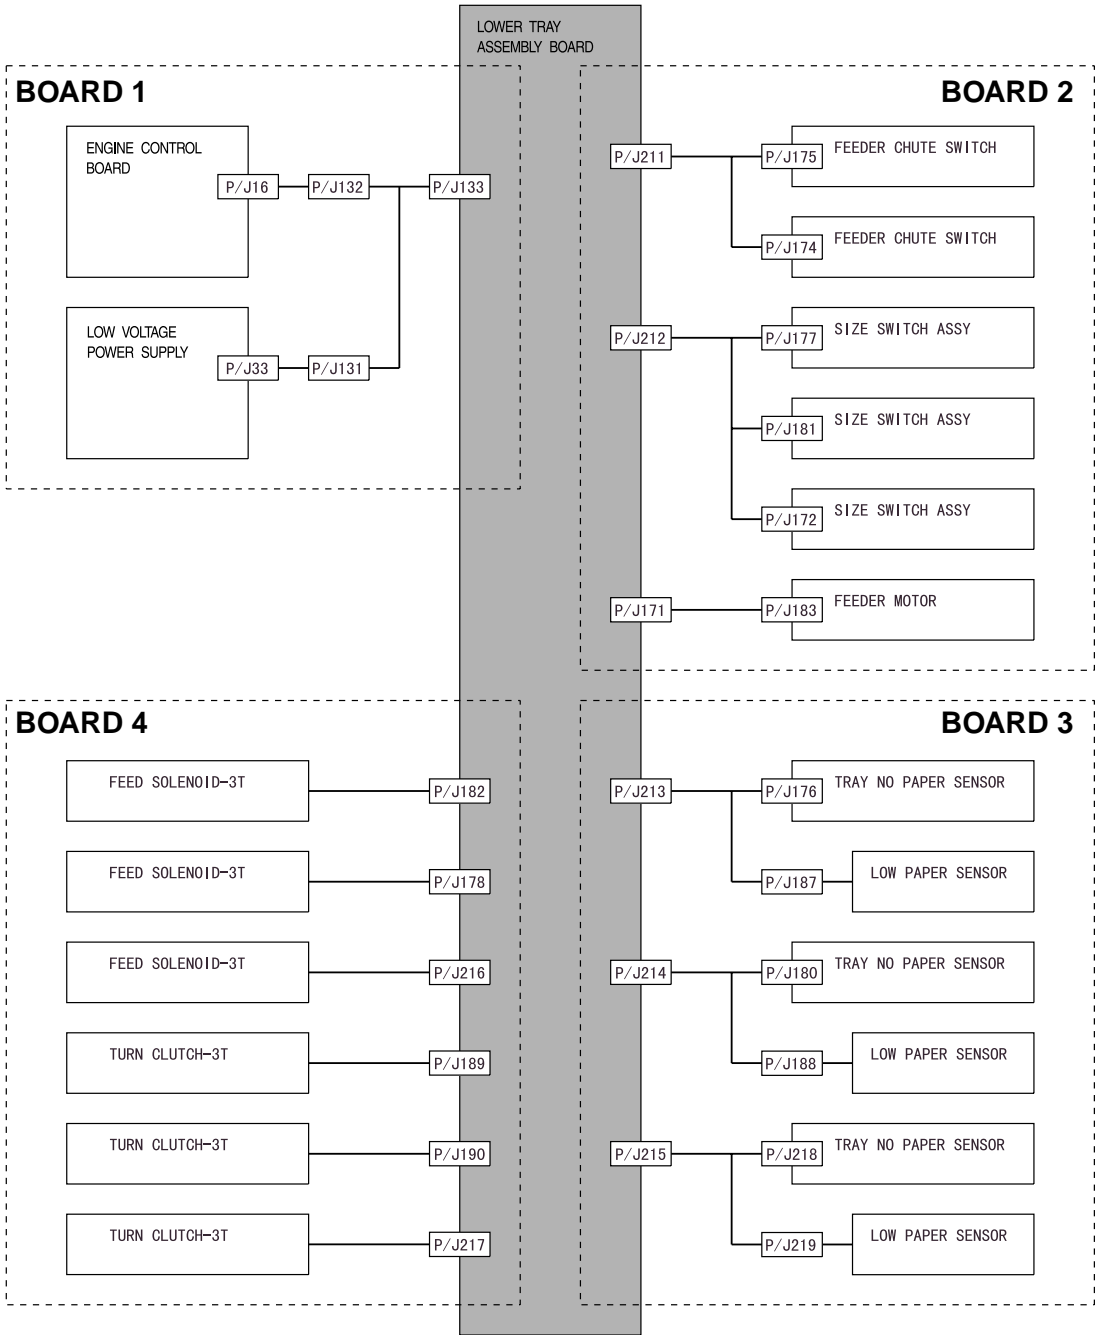 LOWER TRAY
ASSEMBLY BOARD
BOARD 1
ENGINE CONTROL
BOARD
P/J16
P/J132
P/J133
LOW VOLTAGE
POWER SUPPLY
P/J33
P/J131
BOARD 2
P/J211
P/J175
FEEDER CHUTE SWITCH
P/J174
FEEDER CHUTE SWITCH
P/J212
P/J177
SIZE SWITCH ASSY
P/J181
SIZE SWITCH ASSY
P/J172
SIZE SWITCH ASSY
P/J171
P/J183
FEEDER MOTOR
BOARD 4
FEED SOLENOID-3T
P/J182
FEED SOLENOID-3T
P/J178
FEED SOLENOID-3T
P/J216
TURN CLUTCH-3T
P/J189
TURN CLUTCH-3T
P/J190
TURN CLUTCH-3T
P/J217
BOARD 3
P/J213
P/J176
TRAY NO PAPER SENSOR
P/J187
LOW PAPER SENSOR
P/J214
P/J180
TRAY NO PAPER SENSOR
P/J188
LOW PAPER SENSOR
P/J215
P/J218
TRAY NO PAPER SENSOR
P/J219
LOW PAPER SENSOR